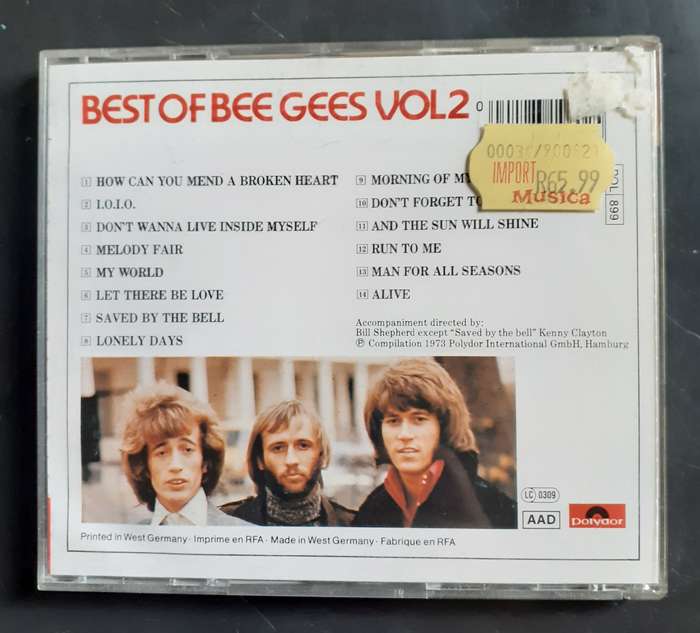 BEST OF BEE GEES VOL 2
0
IMPORT
R65.99
Musica
899
1 HOW CAN YOU MEND A BROKEN HEART
2 I.O.I.O.
3 DON'T WANNA LIVE INSIDE MYSELF
4 MELODY FAIR
5 MY WORLD
6 LET THERE BE LOVE
7 SAVED BY THE BELL
8 LONELY DAYS
9 MORNING OF MY
10 DON'T FORGET TO
11 AND THE SUN WILL SHINE
12 RUN TO ME
13 MAN FOR ALL SEASONS
14 ALIVE
Accompaniment directed by:
Bill Shepherd except "Saved by the bell" Kenny Clayton
Ⓟ Compilation 1973 Polydor International GmbH, Hamburg
LC 0309
AAD
Polydor
Printed in West Germany · Imprime en RFA · Made in West Germany · Fabrique en RFA